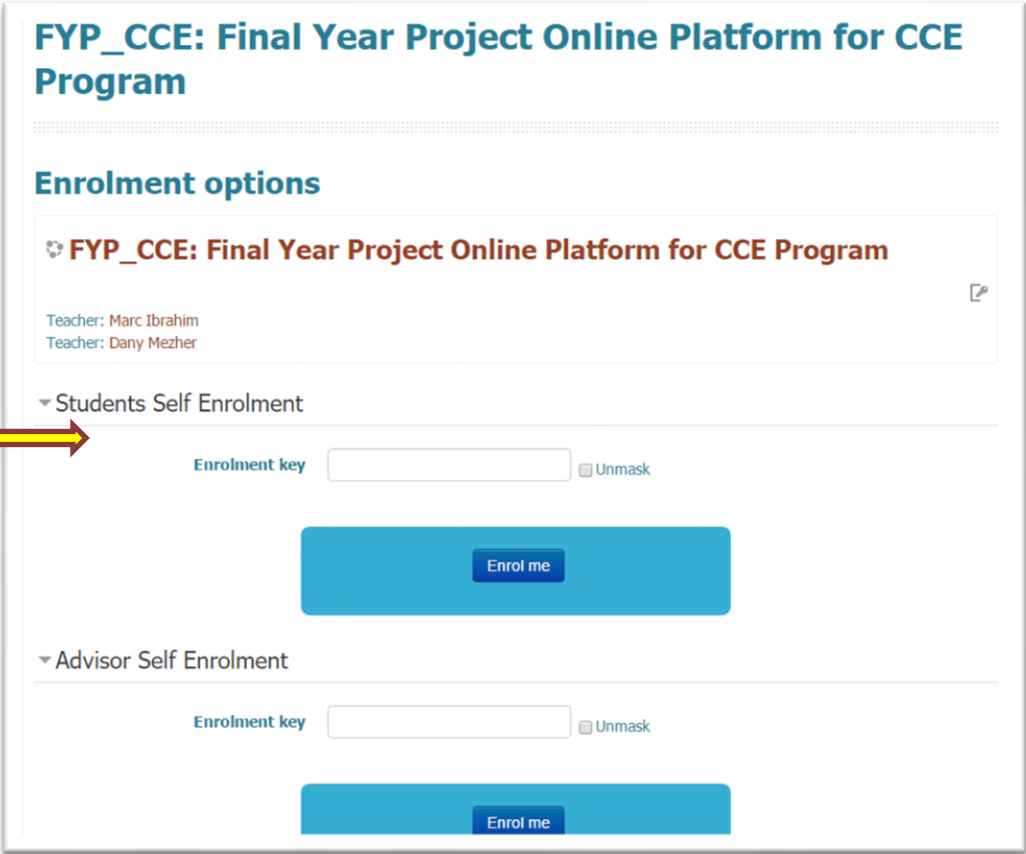 FYP_CCE: Final Year Project Online Platform for CCE
Program
Enrolment options
FYP_CCE: Final Year Project Online Platform for CCE Program
Teacher: Marc Ibrahim
Teacher: Dany Mezher
Students Self Enrolment
Enrolment key Unmask
Enrol me
Advisor Self Enrolment
Enrolment key Unmask
Enrol me